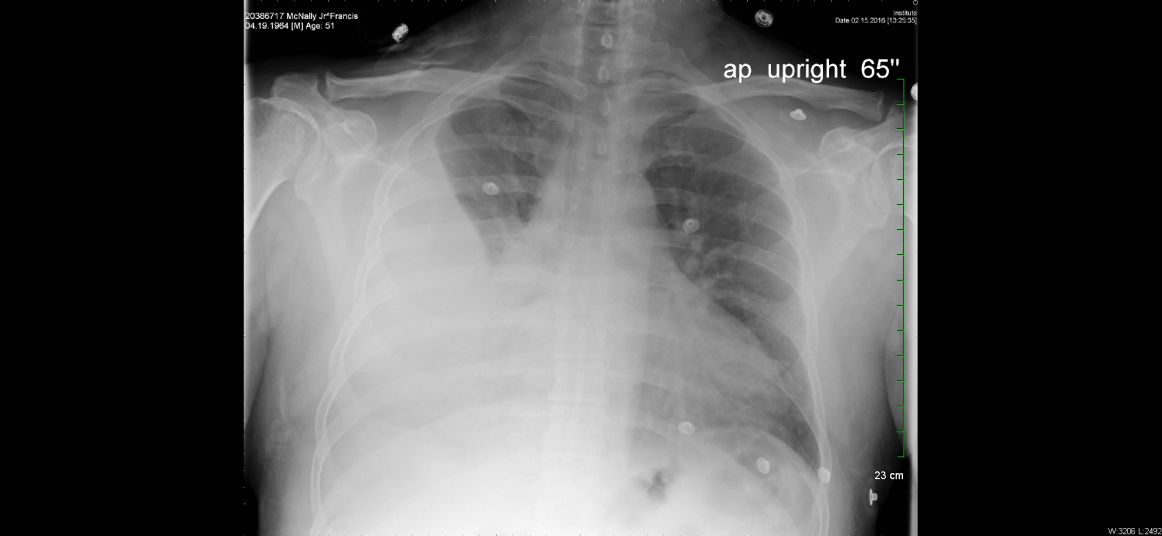 20386717 McNally Jr^Francis
04.19.1964 [M] Age: 51
Institute
Date 02.15.2016 [13:25:35]
ap upright 65"
23 cm
W:3206 L:2492